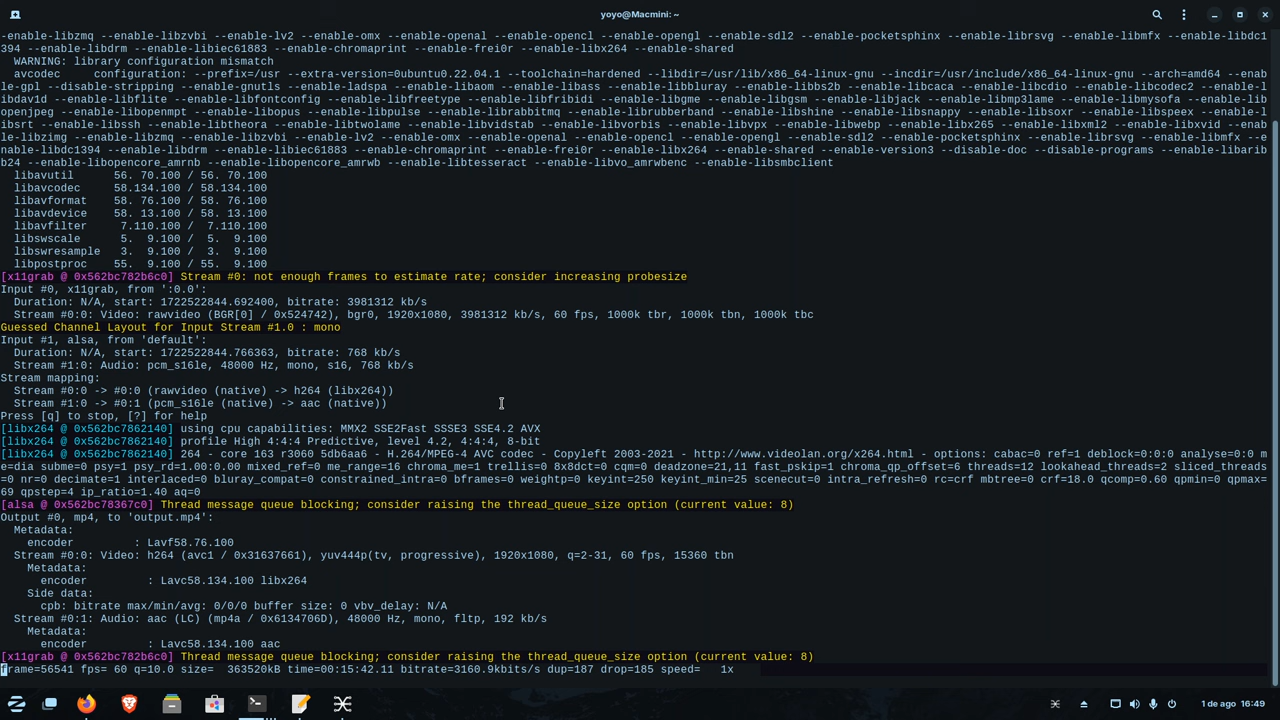 yoyo@Macmini: ~
-enable-libzmq --enable-libzvbi --enable-lv2 --enable-omx --enable-openal --enable-opencl --enable-opengl --enable-sdl2 --enable-pocketsphinx --enable-librsvg --enable-libmfx --enable-libdc1
394 --enable-libdrm --enable-libiec61883 --enable-chromaprint --enable-frei0r --enable-libx264 --enable-shared
WARNING: library configuration mismatch
avcodec     configuration: --prefix=/usr --extra-version=0ubuntu0.22.04.1 --toolchain=hardened --libdir=/usr/lib/x86_64-linux-gnu --incdir=/usr/include/x86_64-linux-gnu --arch=amd64 --enab
le-gpl --disable-stripping --enable-gnutls --enable-ladspa --enable-libaom --enable-libass --enable-libbluray --enable-libbs2b --enable-libcaca --enable-libcdio --enable-libcodec2 --enable-l
ibdav1d --enable-libflite --enable-libfontconfig --enable-libfreetype --enable-libfribidi --enable-libgme --enable-libgsm --enable-libjack --enable-libmp3lame --enable-libmysofa --enable-lib
openjpeg --enable-libopenmpt --enable-libopus --enable-libpulse --enable-librabbitmq --enable-librubberband --enable-libshine --enable-libsnappy --enable-libsoxr --enable-libspeex --enable-l
ibsrt --enable-libssh --enable-libtheora --enable-libtwolame --enable-libvidstab --enable-libvorbis --enable-libvpx --enable-libwebp --enable-libx265 --enable-libxml2 --enable-libxvid --enab
le-libzimg --enable-libzmq --enable-libzvbi --enable-lv2 --enable-omx --enable-openal --enable-opencl --enable-opengl --enable-sdl2 --enable-pocketsphinx --enable-librsvg --enable-libmfx --e
nable-libdc1394 --enable-libdrm --enable-libiec61883 --enable-chromaprint --enable-frei0r --enable-libx264 --enable-shared --enable-version3 --disable-doc --disable-programs --enable-libarib
b24 --enable-libopencore_amrnb --enable-libopencore_amrwb --enable-libtesseract --enable-libvo_amrwbenc --enable-libsmbclient
libavutil      56. 70.100 / 56. 70.100
libavcodec     58.134.100 / 58.134.100
libavformat    58. 76.100 / 58. 76.100
libavdevice    58. 13.100 / 58. 13.100
libavfilter     7.110.100 /  7.110.100
libswscale      5.  9.100 /  5.  9.100
libswresample   3.  9.100 /  3.  9.100
libpostproc    55.  9.100 / 55.  9.100
[x11grab @ 0x562bc782b6c0] Stream #0: not enough frames to estimate rate; consider increasing probesize
Input #0, x11grab, from ':0.0':
Duration: N/A, start: 1722522844.692400, bitrate: 3981312 kb/s
Stream #0:0: Video: rawvideo (BGR[0] / 0x524742), bgr0, 1920x1080, 3981312 kb/s, 60 fps, 1000k tbr, 1000k tbn, 1000k tbc
Guessed Channel Layout for Input Stream #1.0 : mono
Input #1, alsa, from 'default':
Duration: N/A, start: 1722522844.766363, bitrate: 768 kb/s
Stream #1:0: Audio: pcm_s16le, 48000 Hz, mono, s16, 768 kb/s
Stream mapping:
Stream #0:0 -> #0:0 (rawvideo (native) -> h264 (libx264))
Stream #1:0 -> #0:1 (pcm_s16le (native) -> aac (native))
Press [q] to stop, [?] for help
[libx264 @ 0x562bc7862140] using cpu capabilities: MMX2 SSE2Fast SSSE3 SSE4.2 AVX
[libx264 @ 0x562bc7862140] profile High 4:4:4 Predictive, level 4.2, 4:4:4, 8-bit
[libx264 @ 0x562bc7862140] 264 - core 163 r3060 5db6aa6 - H.264/MPEG-4 AVC codec - Copyleft 2003-2021 - http://www.videolan.org/x264.html - options: cabac=0 ref=1 deblock=0:0:0 analyse=0:0 m
e=dia subme=0 psy=1 psy_rd=1.00:0.00 mixed_ref=0 me_range=16 chroma_me=1 trellis=0 8x8dct=0 cqm=0 deadzone=21,11 fast_pskip=1 chroma_qp_offset=6 threads=12 lookahead_threads=2 sliced_threads
=0 nr=0 decimate=1 interlaced=0 bluray_compat=0 constrained_intra=0 bframes=0 weightp=0 keyint=250 keyint_min=25 scenecut=0 intra_refresh=0 rc=crf mbtree=0 crf=18.0 qcomp=0.60 qpmin=0 qpmax=
69 qpstep=4 ip_ratio=1.40 aq=0
[alsa @ 0x562bc78367c0] Thread message queue blocking; consider raising the thread_queue_size option (current value: 8)
Output #0, mp4, to 'output.mp4':
Metadata:
encoder         : Lavf58.76.100
Stream #0:0: Video: h264 (avc1 / 0x31637661), yuv444p(tv, progressive), 1920x1080, q=2-31, 60 fps, 15360 tbn
Metadata:
encoder         : Lavc58.134.100 libx264
Side data:
cpb: bitrate max/min/avg: 0/0/0 buffer size: 0 vbv_delay: N/A
Stream #0:1: Audio: aac (LC) (mp4a / 0x6134706D), 48000 Hz, mono, fltp, 192 kb/s
Metadata:
encoder         : Lavc58.134.100 aac
[x11grab @ 0x562bc782b6c0] Thread message queue blocking; consider raising the thread_queue_size option (current value: 8)
frame=56541 fps= 60 q=10.0 size=  363520kB time=00:15:42.11 bitrate=3160.9kbits/s dup=187 drop=185 speed=   1x
1 de ago 16:49